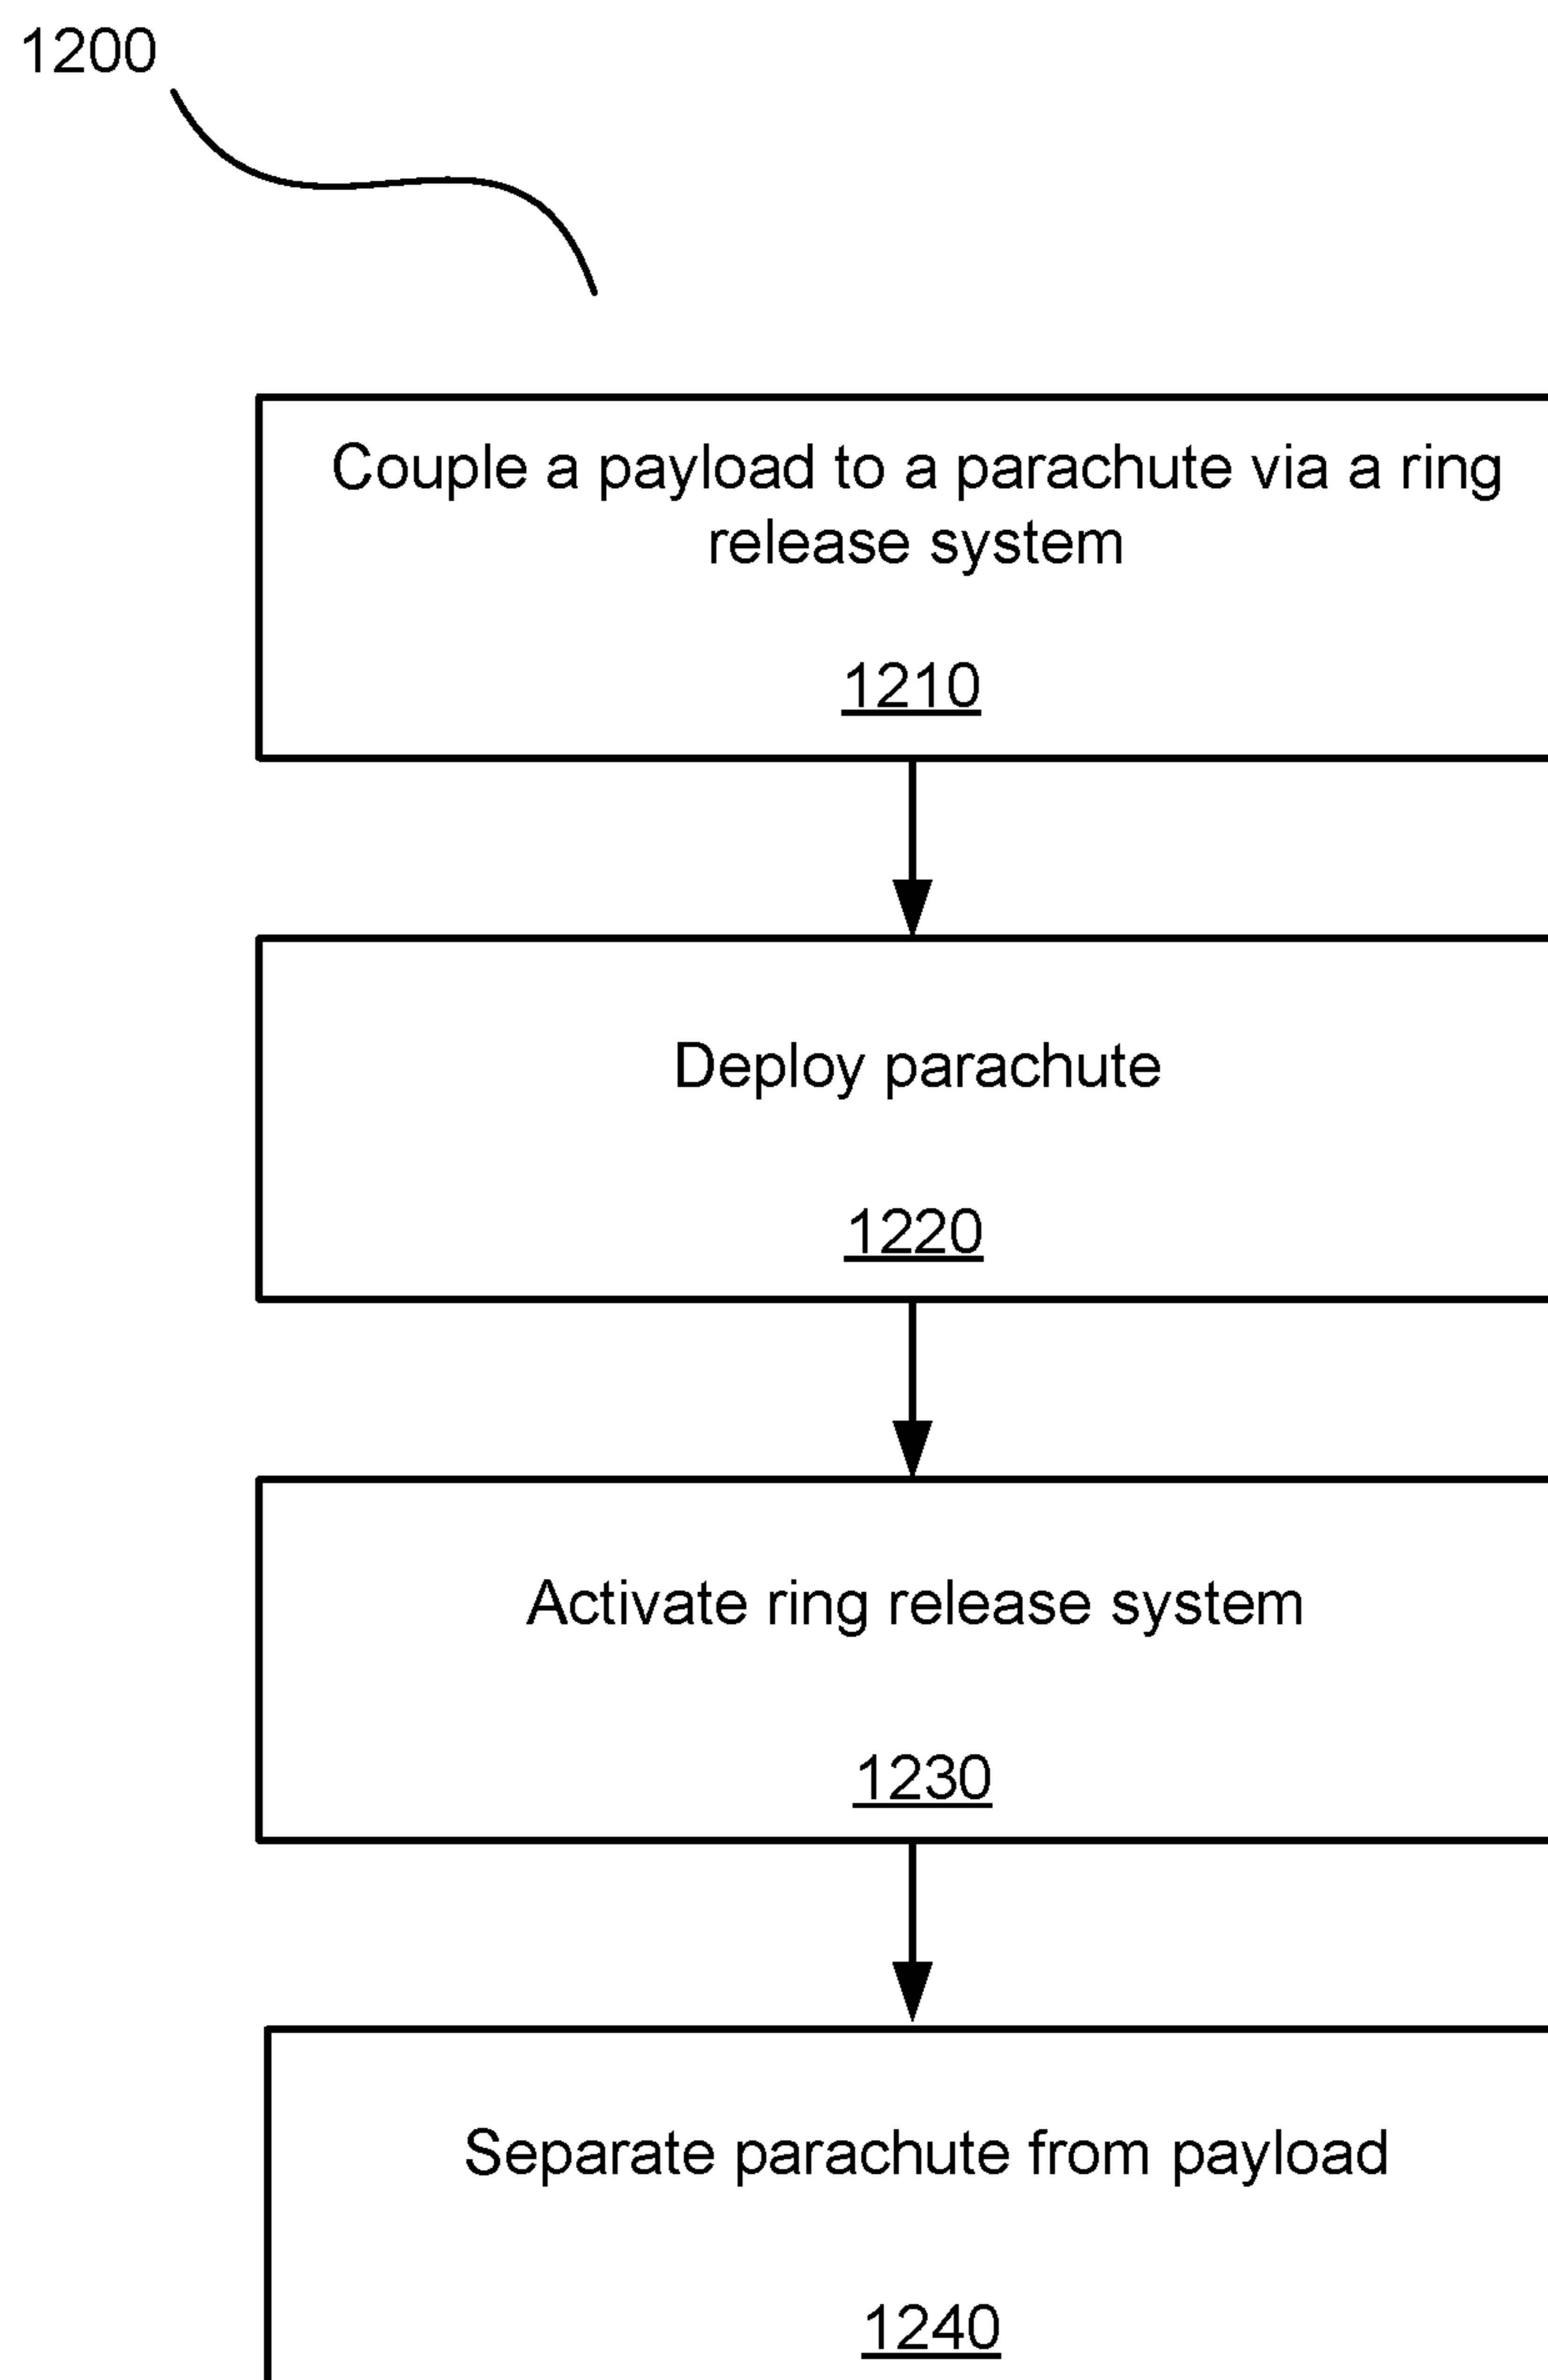 1200
Couple a payload to a parachute via a ring
release system
1210
Deploy parachute
1220
Activate ring release system
1230
Separate parachute from payload
1240